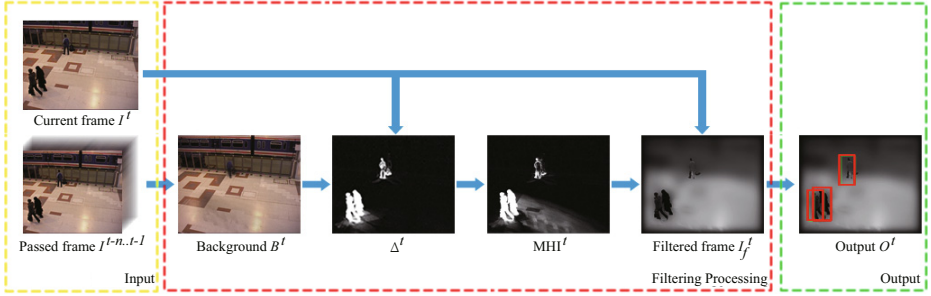 Current frame I^t
Passed frame I^t-n..t-1
Background B^t
Δ^t
MHI^t
Filtered frame I_f^t
Output O^t
Input
Filtering Processing
Output